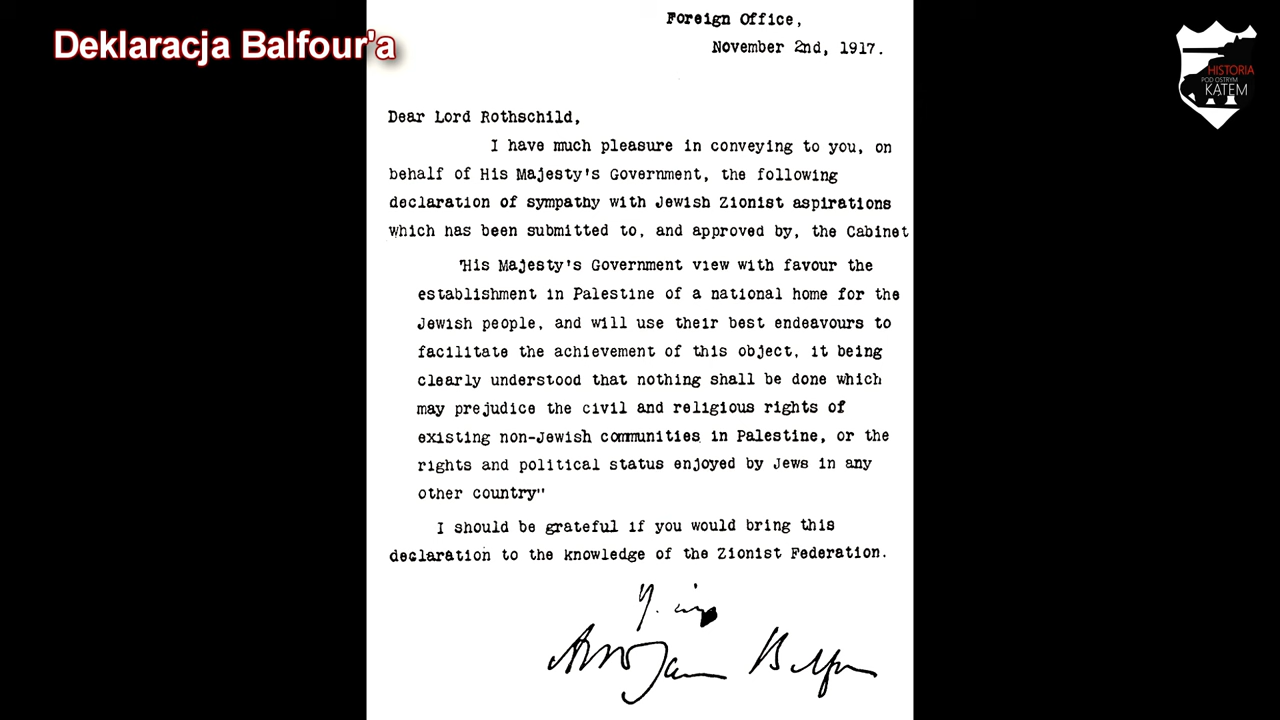 Deklaracja Balfour'a
HISTORIA
POD OSTRYM
KĄTEM
Foreign Office,
November 2nd, 1917.
Dear Lord Rothschild,
I have much pleasure in conveying to you, on
behalf of His Majesty's Government, the following
declaration of sympathy with Jewish Zionist aspirations
which has been submitted to, and approved by, the Cabinet
"His Majesty's Government view with favour the
establishment in Palestine of a national home for the
Jewish people, and will use their best endeavours to
facilitate the achievement of this object, it being
clearly understood that nothing shall be done which
may prejudice the civil and religious rights of
existing non-Jewish communities in Palestine, or the
rights and political status enjoyed by Jews in any
other country"
I should be grateful if you would bring this
declaration to the knowledge of the Zionist Federation.
Balfour